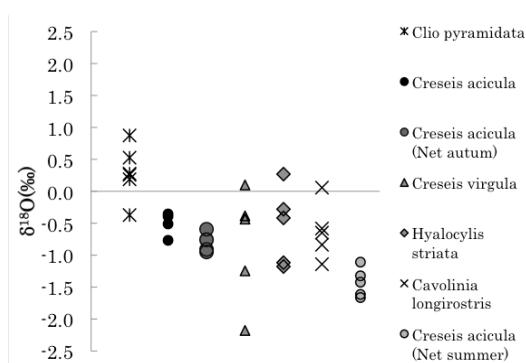 2.5
2.0
1.5
1.0
0.5
0.0
-0.5
-1.0
-1.5
-2.0
-2.5
δ¹⁸O(‰)
Clio pyramidata
Creseis acicula
Creseis acicula
(Net autum)
Creseis virgula
Hyalocylis
striata
Cavolinia
longirostris
Creseis acicula
(Net summer)